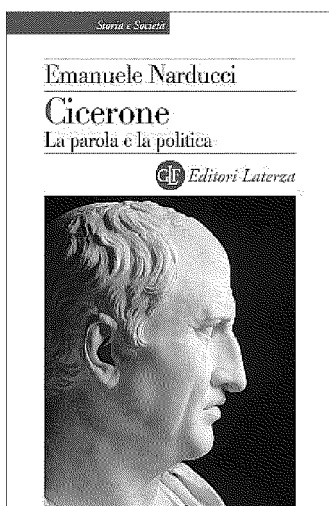 Storia e Società
Emanuele Narducci
Cicerone
La parola e la politica
Editori Laterza